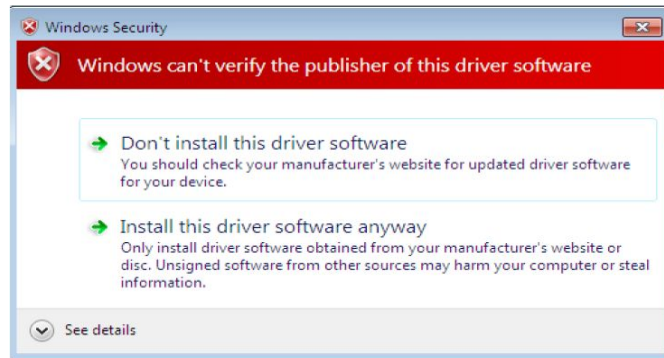 Windows Security
Windows can't verify the publisher of this driver software
Don't install this driver software
You should check your manufacturer's website for updated driver software
for your device.
Install this driver software anyway
Only install driver software obtained from your manufacturer's website or
disc. Unsigned software from other sources may harm your computer or steal
information.
See details